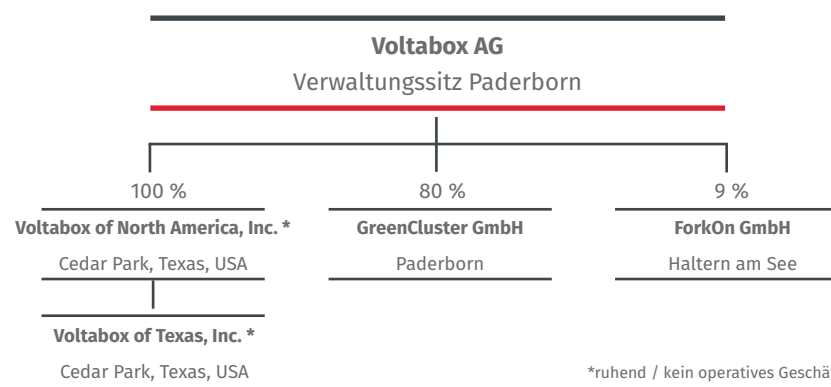 Voltabox AG
Verwaltungssitz Paderborn
100 %
80 %
9 %
Voltabox of North America, Inc. *
GreenCluster GmbH
ForkOn GmbH
Cedar Park, Texas, USA
Paderborn
Haltern am See
Voltabox of Texas, Inc. *
Cedar Park, Texas, USA
*ruhend / kein operatives